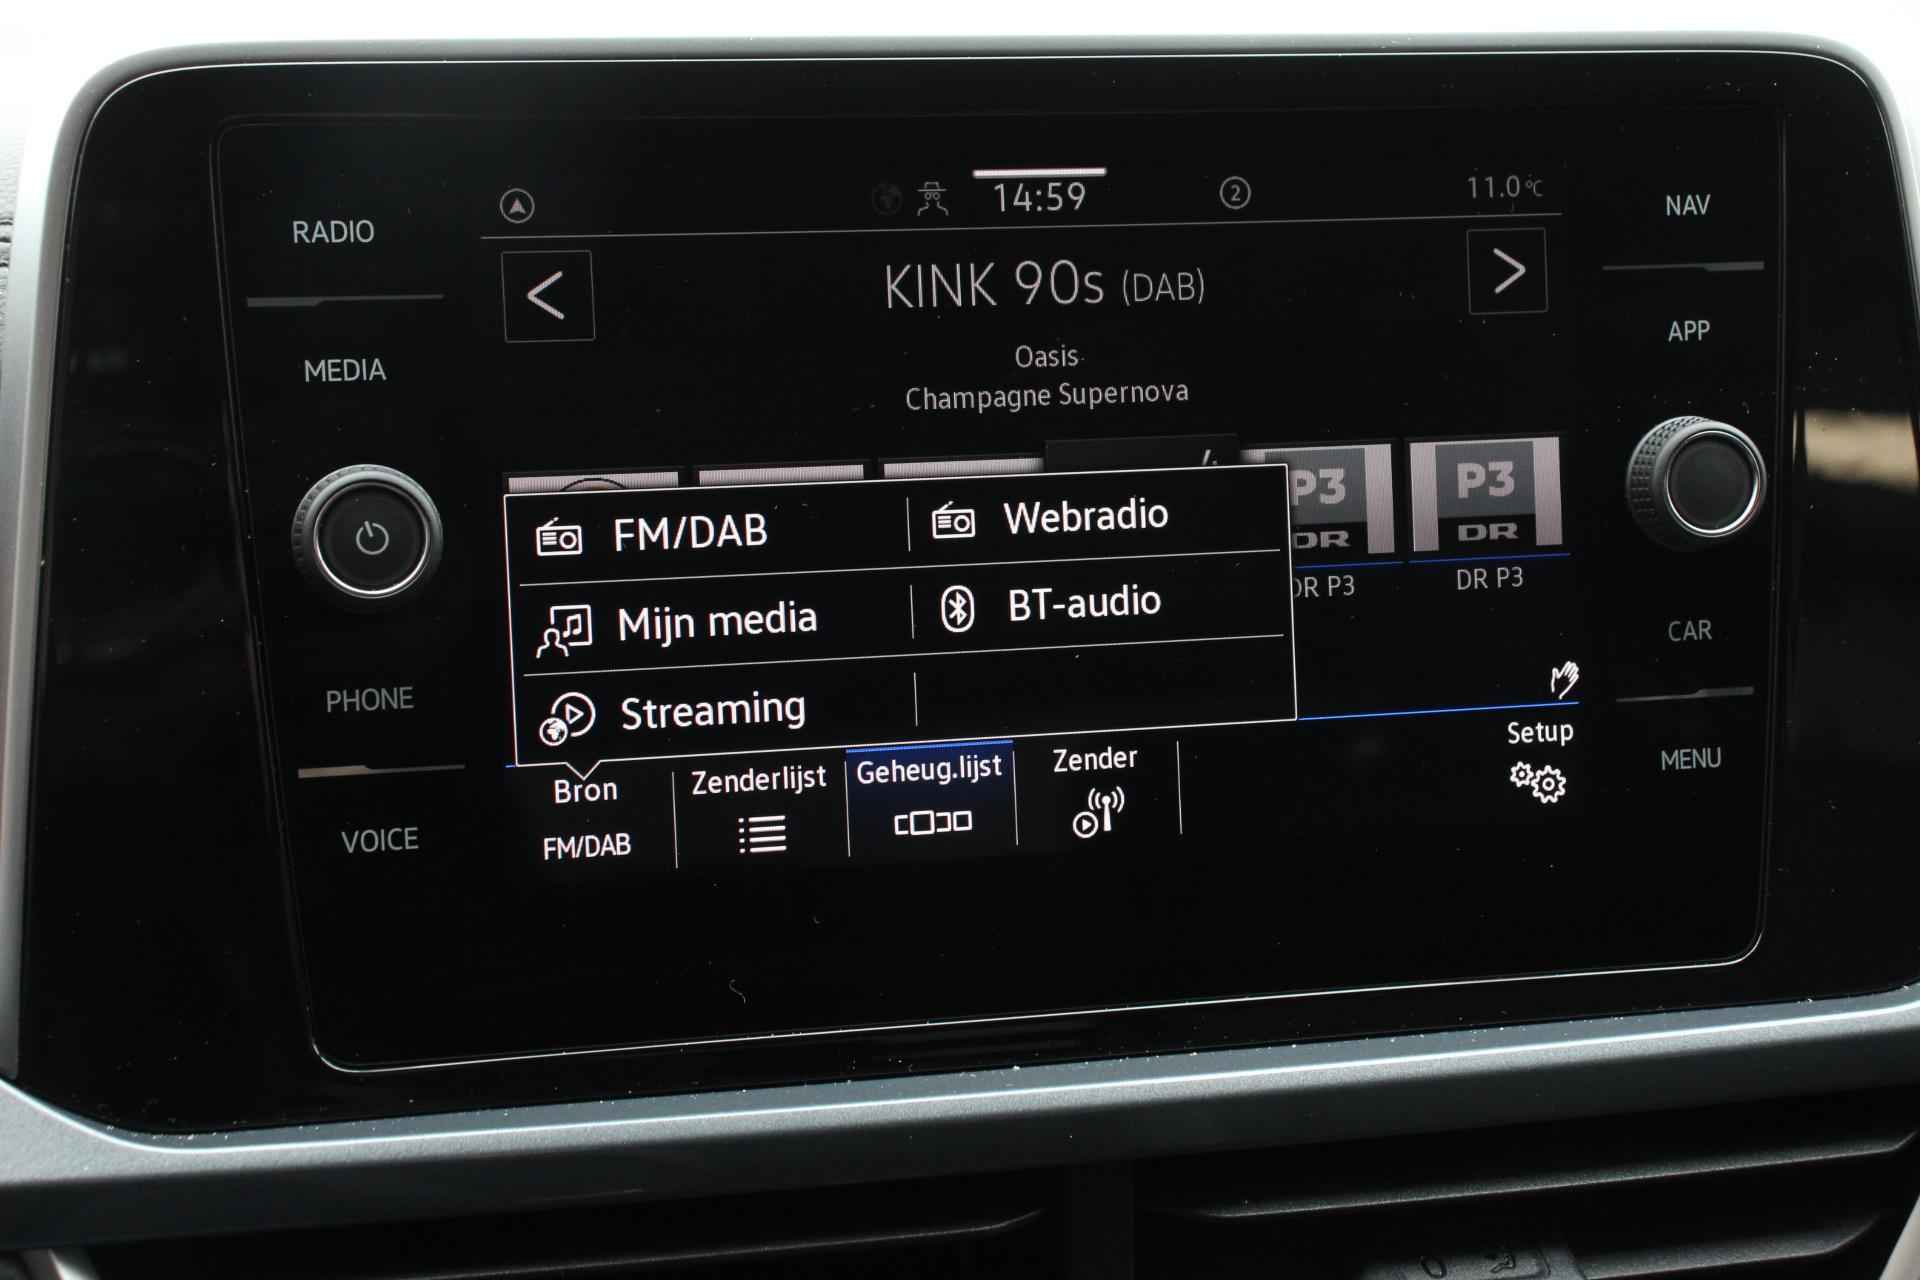 RADIO
MEDIA
PHONE
VOICE
14:59
2
11.0°C
KINK 90s (DAB)
Oasis
Champagne Supernova
P3
DR
DR P3
P3
DR
DR P3
FM/DAB
Webradio
Mijn media
BT-audio
Streaming
Bron
FM/DAB
Zenderlijst
Geheug.lijst
Zender
Setup
NAV
APP
CAR
MENU